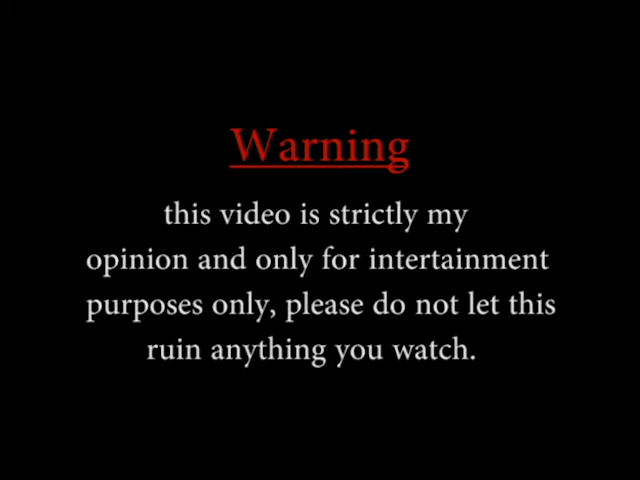 Warning
this video is strictly my
opinion and only for intertainment
purposes only, please do not let this
ruin anything you watch.